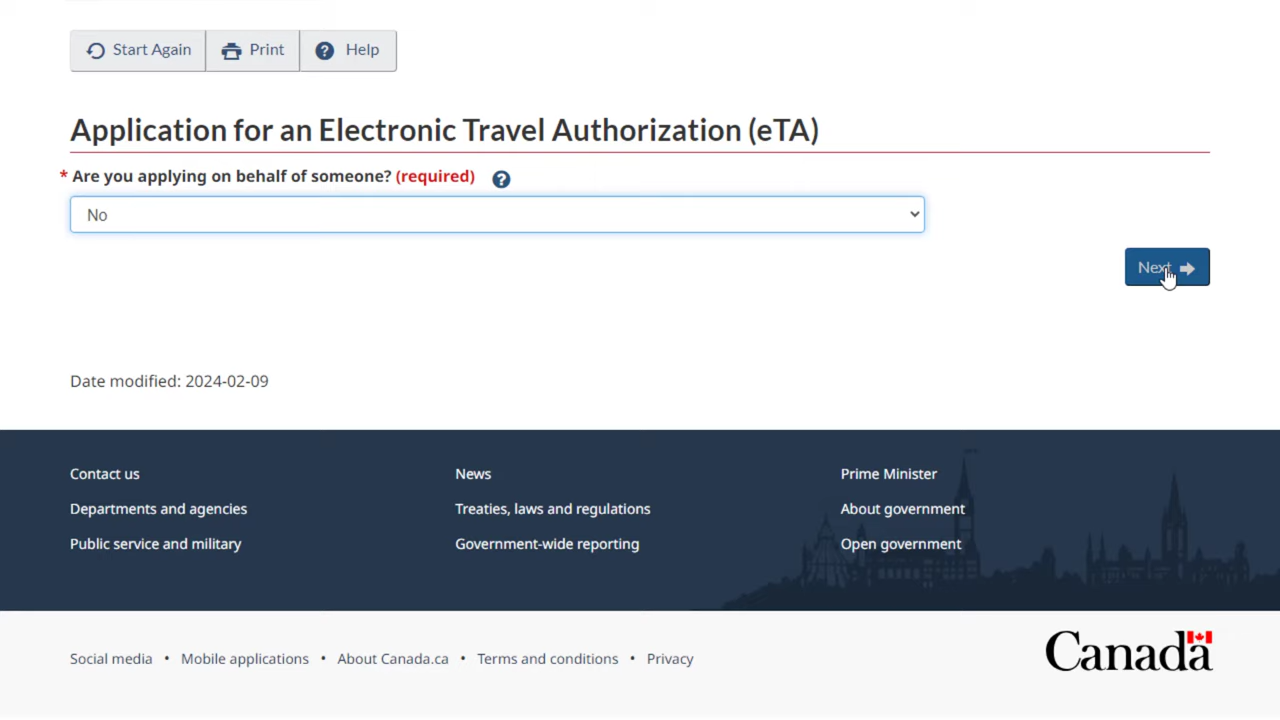 Start Again Print Help
Application for an Electronic Travel Authorization (eTA)
* Are you applying on behalf of someone? (required) ?
No
Next
Date modified: 2024-02-09
Contact us News Prime Minister
Departments and agencies Treaties, laws and regulations About government
Public service and military Government-wide reporting Open government
Social media • Mobile applications • About Canada.ca • Terms and conditions • Privacy
Canada